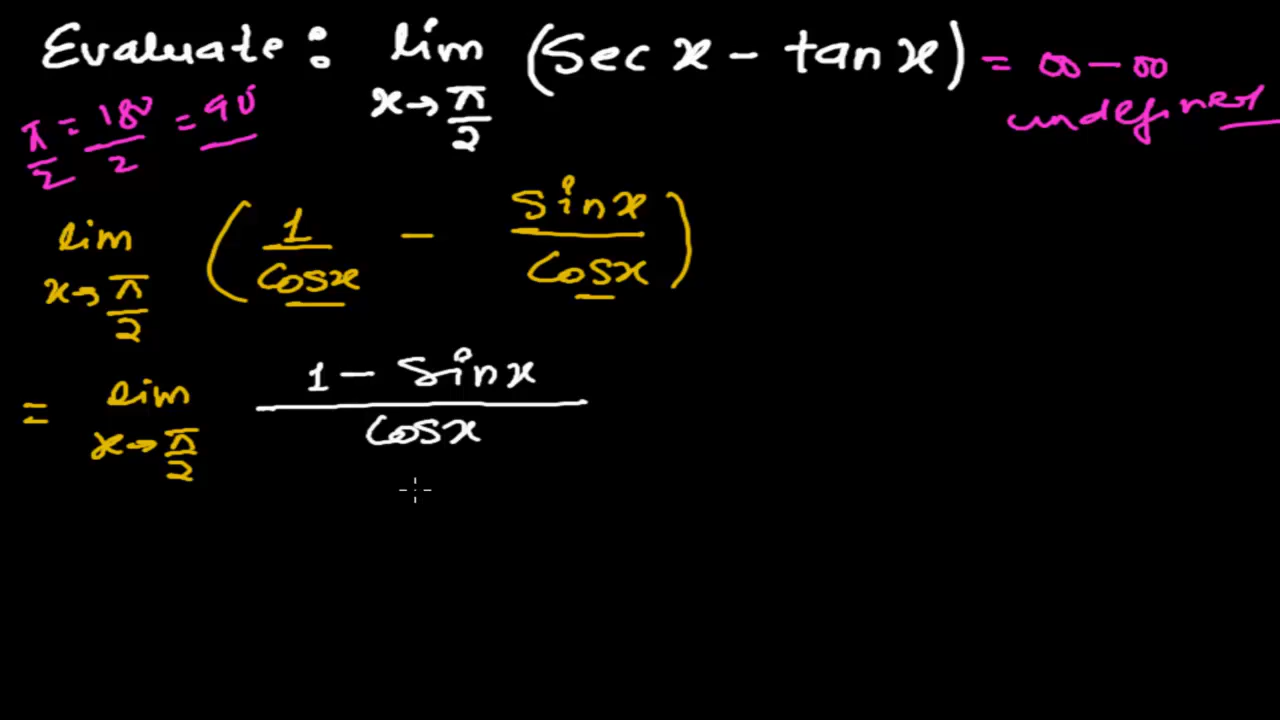 Evaluate : lim x→π/2 (Sec x − tan x) = ∞ − ∞
undefined
π/2 = 180/2 = 90
lim x→π/2 (1/cosx − sinx/cosx)
= lim x→π/2 (1 − sinx)/cosx